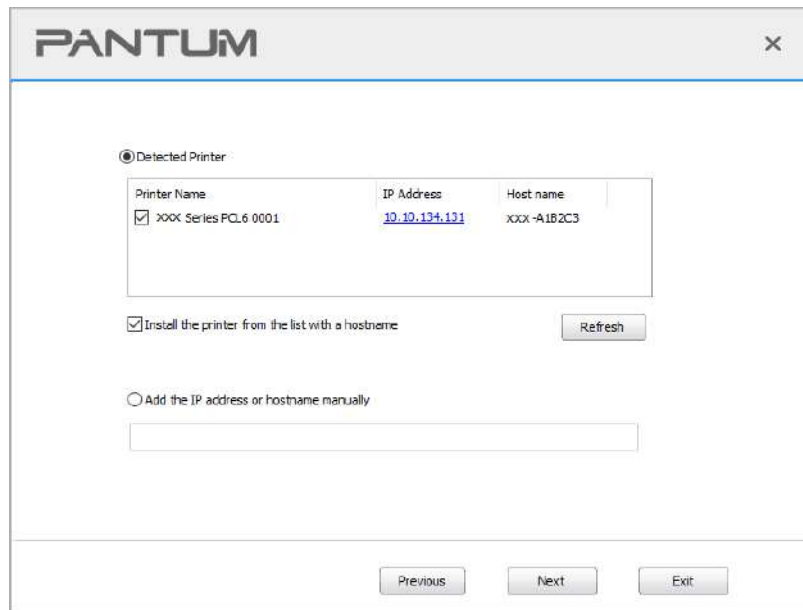 PANTUM
Detected Printer
Printer Name IP Address Host name
XXX Series PCL6 0001 10.10.134.131 XXX -A1B2C3
Install the printer from the list with a hostname
Refresh
Add the IP address or hostname manually
Previous Next Exit